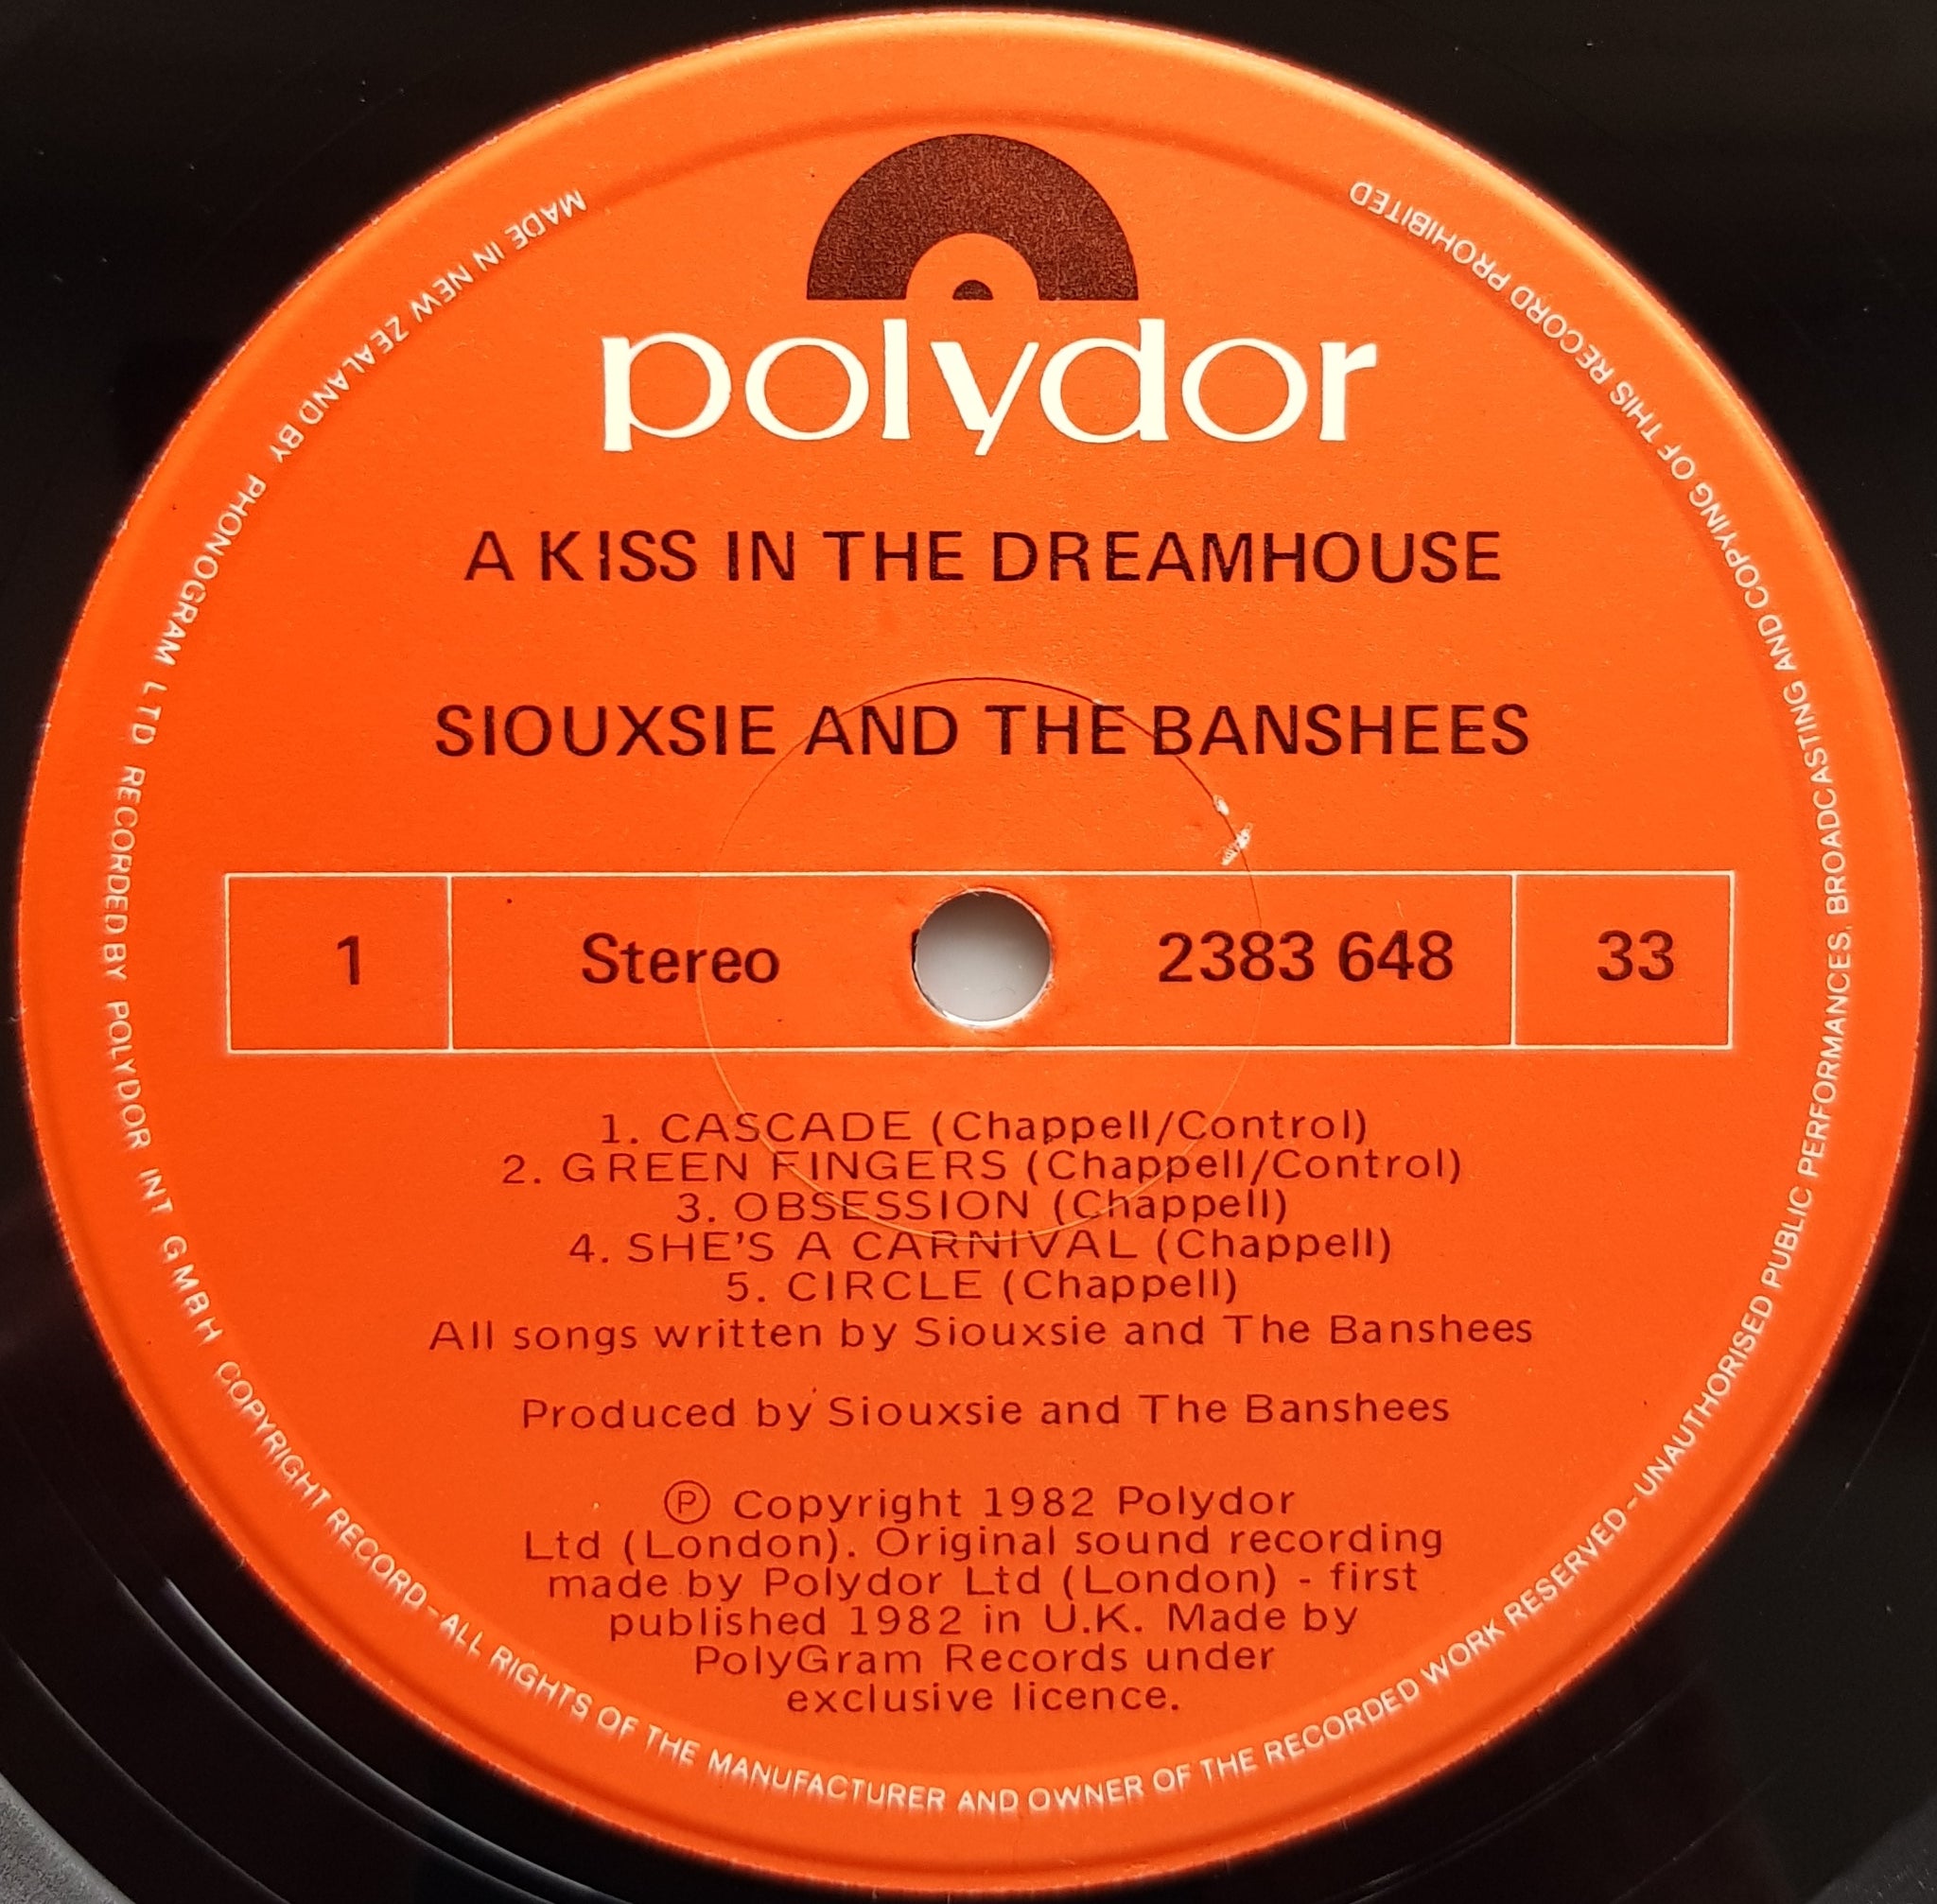 polydor
A KISS IN THE DREAMHOUSE
SIOUXSIE AND THE BANSHEES
1 Stereo 2383 648 33
1. CASCADE (Chappell/Control)
2. GREEN FINGERS (Chappell/Control)
3. OBSESSION (Chappell)
4. SHE'S A CARNIVAL (Chappell)
5. CIRCLE (Chappell)
All songs written by Siouxsie and The Banshees
Produced by Siouxsie and The Banshees
Ⓟ Copyright 1982 Polydor
Ltd (London). Original sound recording
made by Polydor Ltd (London) - first
published 1982 in U.K. Made by
PolyGram Records under
exclusive licence.
MADE IN NEW ZEALAND BY PHONOGRAM LTD RECORDED BY POLYDOR INT GMBH COPYRIGHT RECORD-ALL RIGHTS OF THE MANUFACTURER AND OWNER OF THE RECORDED WORK RESERVED-UNAUTHORISED PUBLIC PERFORMANCES, BROADCASTING AND COPYING OF THIS RECORD PROHIBITED